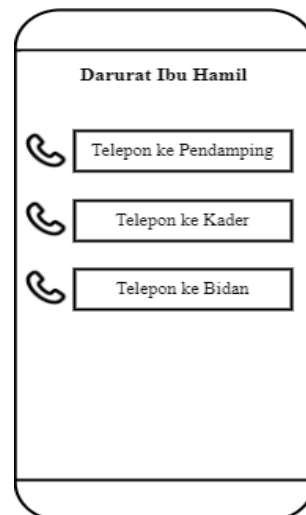 Darurat Ibu Hamil
Telepon ke Pendamping
Telepon ke Kader
Telepon ke Bidan